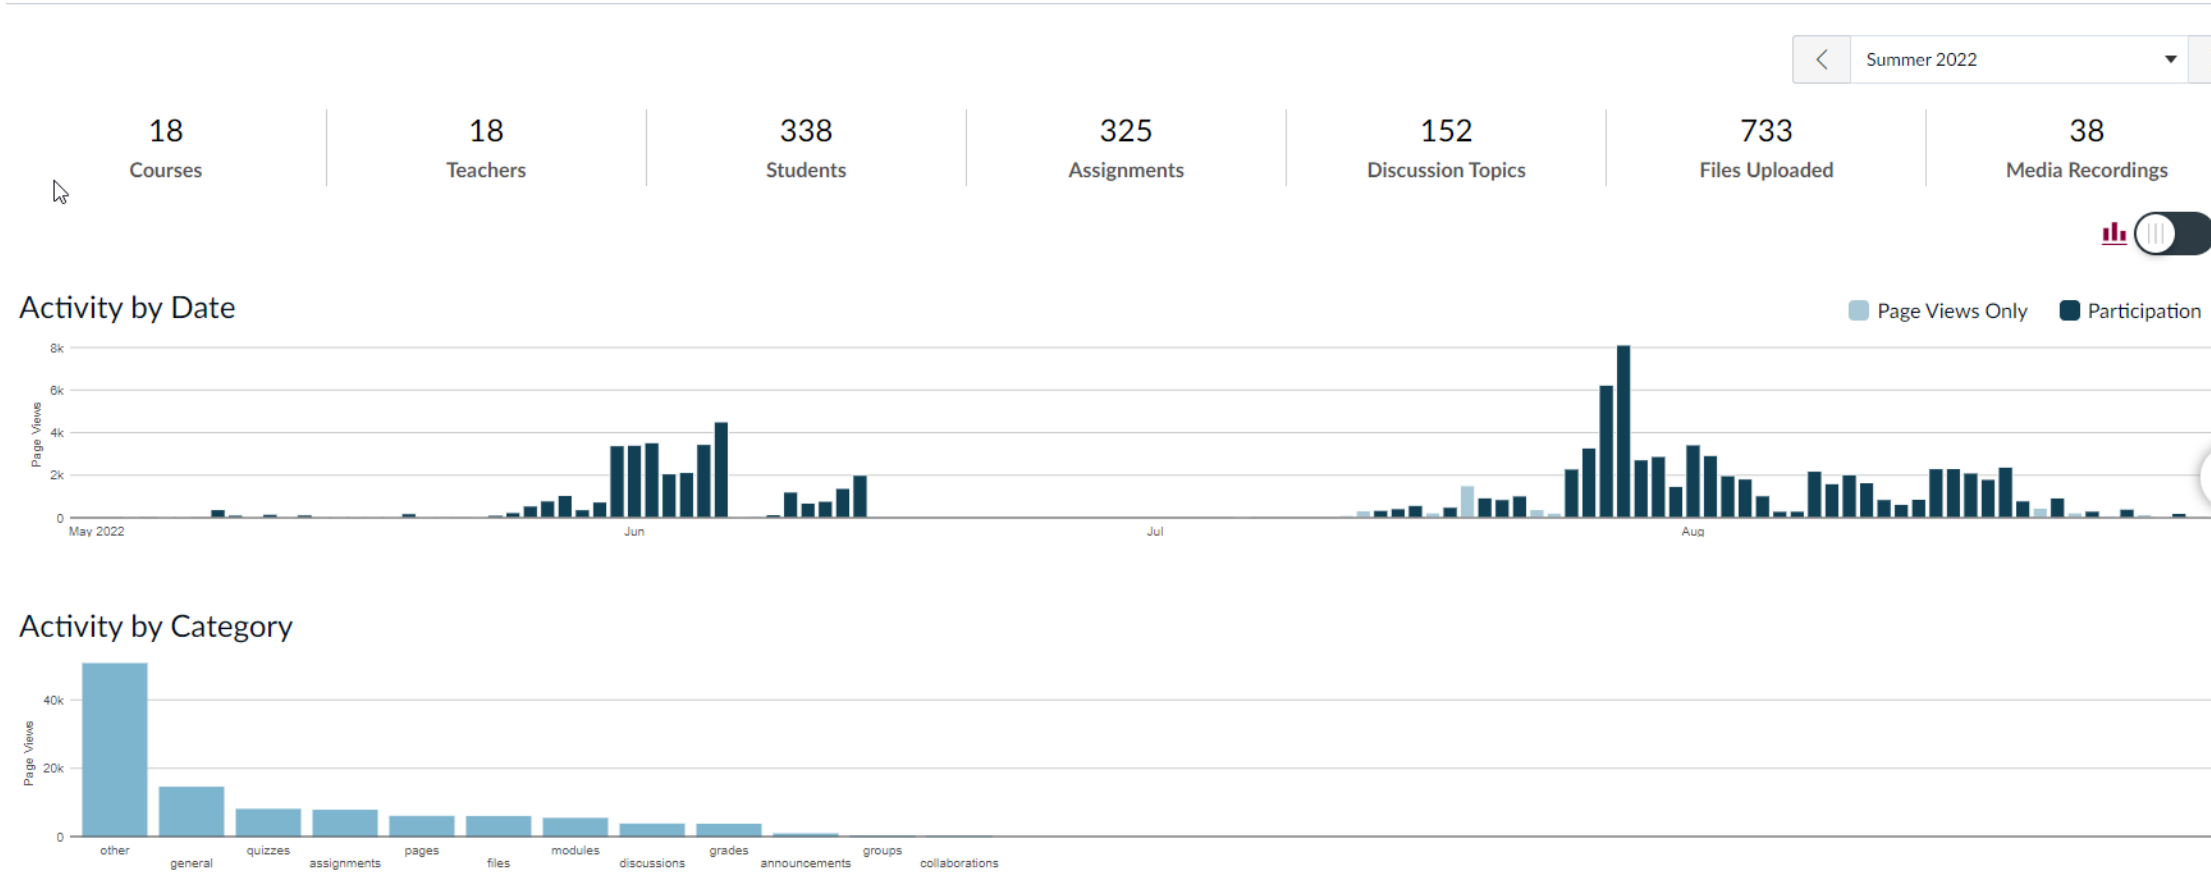 Summer 2022
18 18 338 325 152 733 38
Courses Teachers Students Assignments Discussion Topics Files Uploaded Media Recordings
Activity by Date
Page Views Only Participation
Page Views
8k
6k
4k
2k
0
May 2022 Jun Jul Aug
Activity by Category
Page Views
40k
20k
0
other general quizzes assignments pages files modules discussions grades announcements groups collaborations